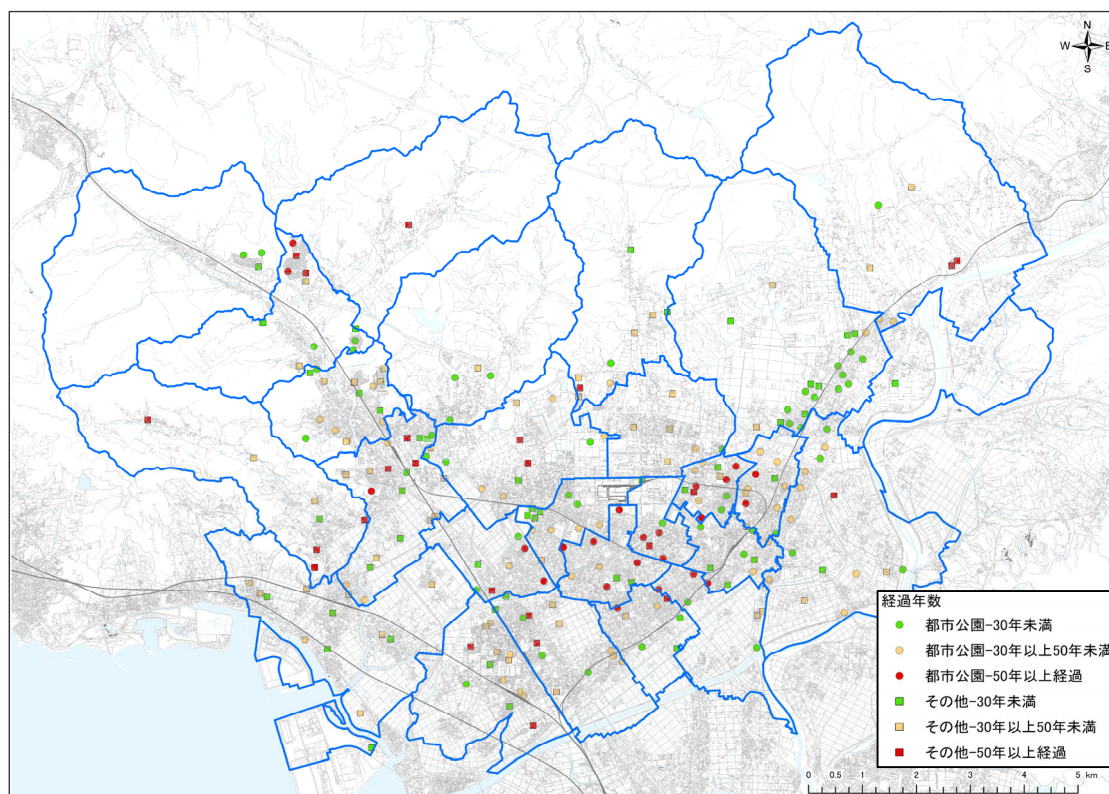 N
W E
S
経過年数
都市公園-30年未満
都市公園-30年以上50年未満
都市公園-50年以上経過
その他-30年未満
その他-30年以上50年未満
その他-50年以上経過
0 0.5 1 2 3 4 5 km